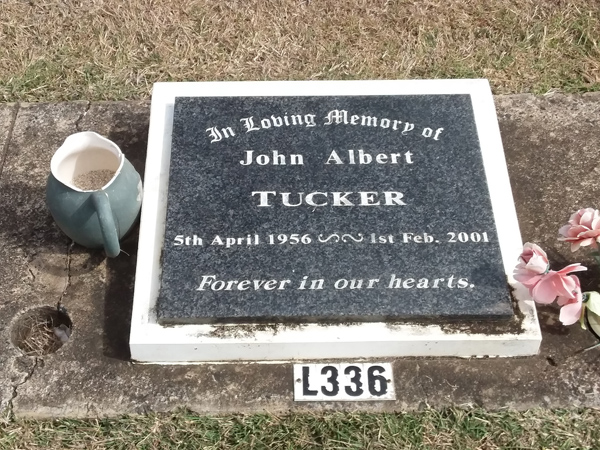 In Loving Memory of
John Albert
TUCKER
5th April 1956 ~~ 1st Feb. 2001
Forever in our hearts.
L336